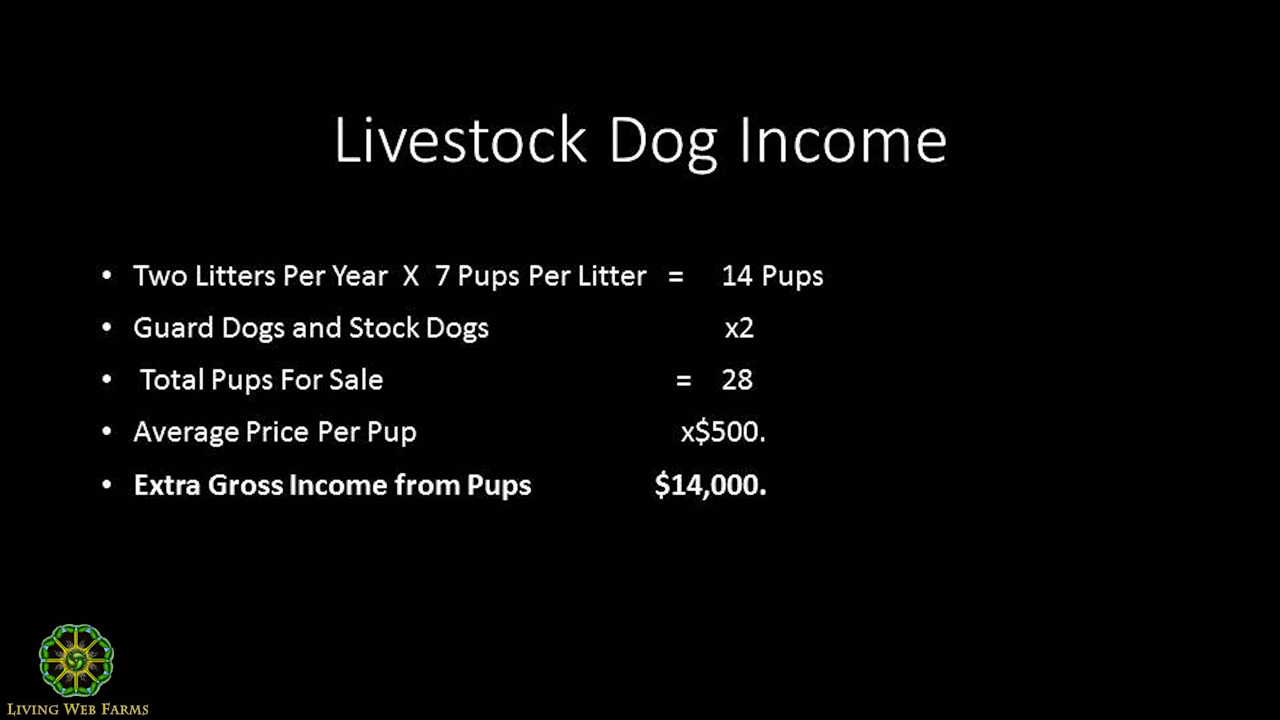 Livestock Dog Income
• Two Litters Per Year X 7 Pups Per Litter = 14 Pups
• Guard Dogs and Stock Dogs x2
• Total Pups For Sale = 28
• Average Price Per Pup x$500.
• Extra Gross Income from Pups $14,000.
LIVING WEB FARMS